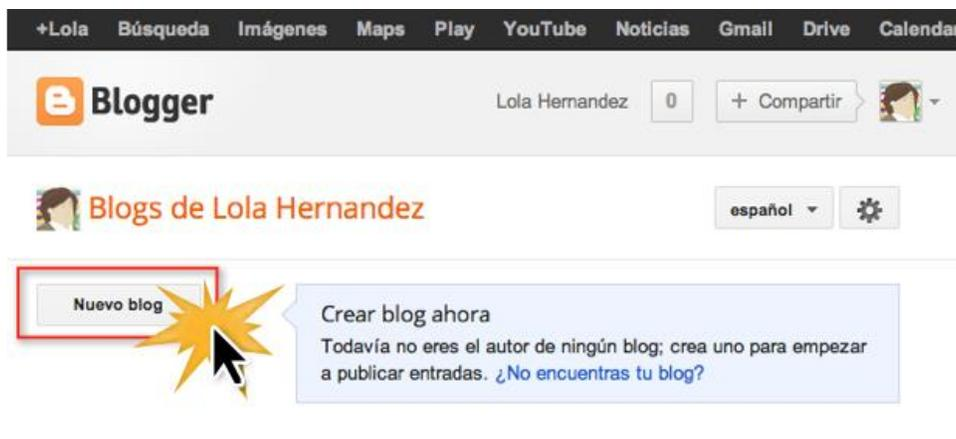 +Lola Búsqueda Imágenes Maps Play YouTube Noticias Gmail Drive Calendar
Blogger Lola Hernandez 0 + Compartir
Blogs de Lola Hernandez español
Nuevo blog
Crear blog ahora
Todavía no eres el autor de ningún blog; crea uno para empezar
a publicar entradas. ¿No encuentras tu blog?